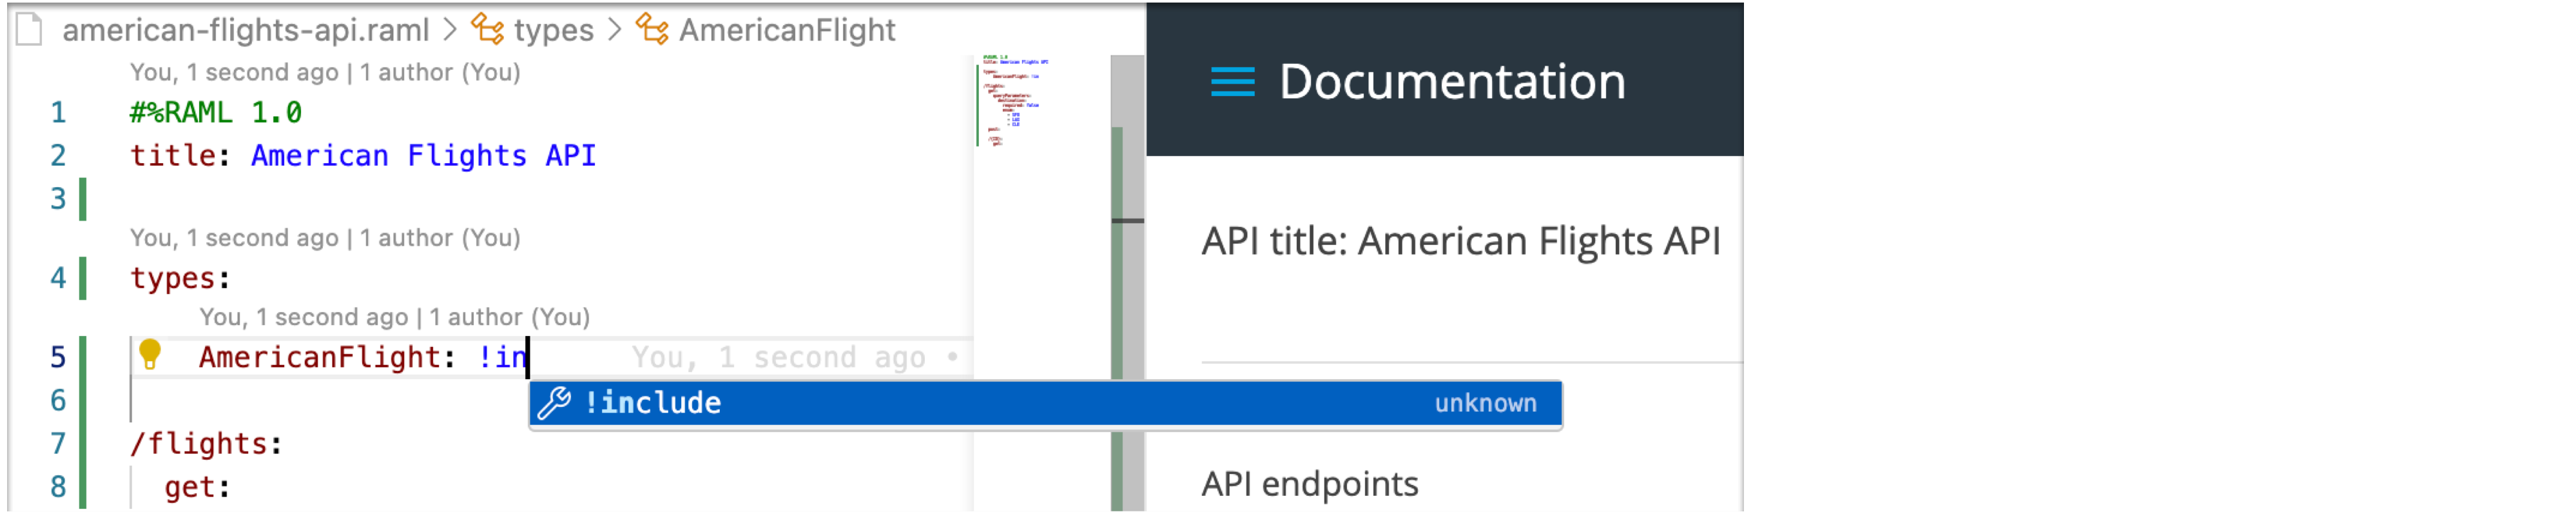 american-flights-api.raml > types > AmericanFlight
You, 1 second ago | 1 author (You)
1 #%RAML 1.0
2 title: American Flights API
3
You, 1 second ago | 1 author (You)
4 types:
You, 1 second ago | 1 author (You)
5 AmericanFlight: !in You, 1 second ago •
!include unknown
6
7 /flights:
8 get:
Documentation
API title: American Flights API
API endpoints